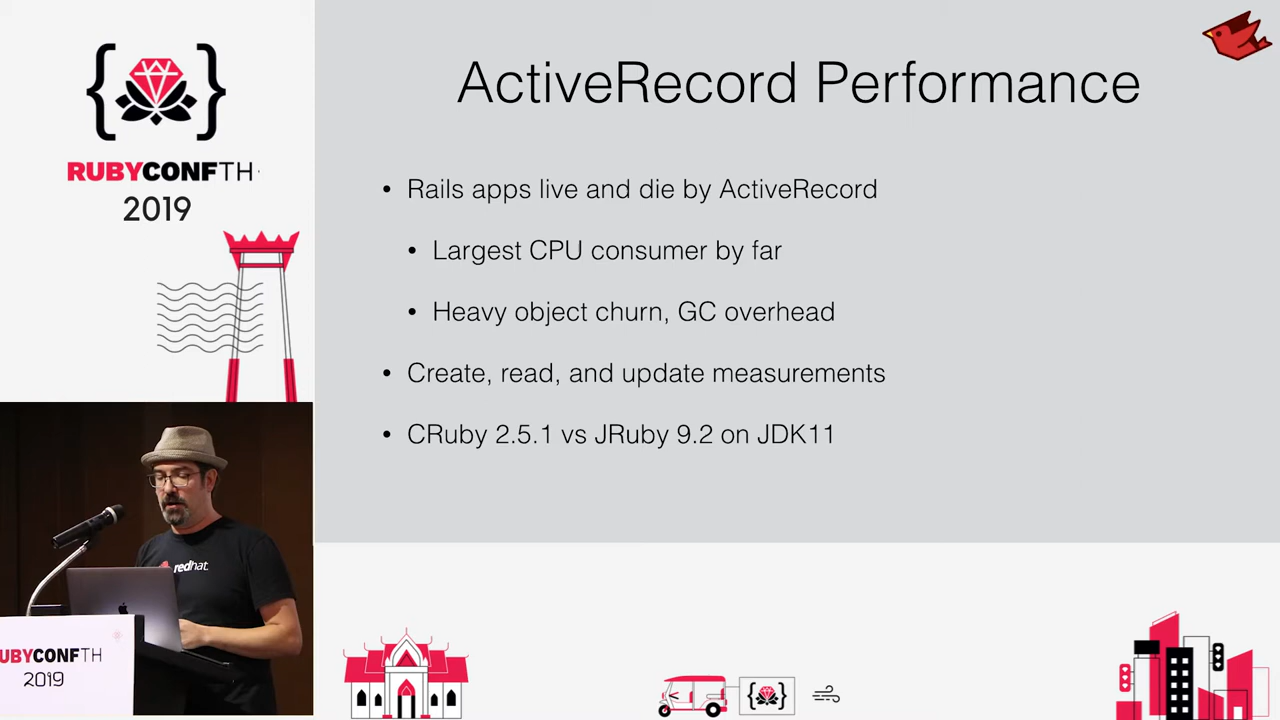 RUBYCONFTH
2019
ActiveRecord Performance
• Rails apps live and die by ActiveRecord
• Largest CPU consumer by far
• Heavy object churn, GC overhead
• Create, read, and update measurements
• CRuby 2.5.1 vs JRuby 9.2 on JDK11
redhat
UBYCONFTH
2019